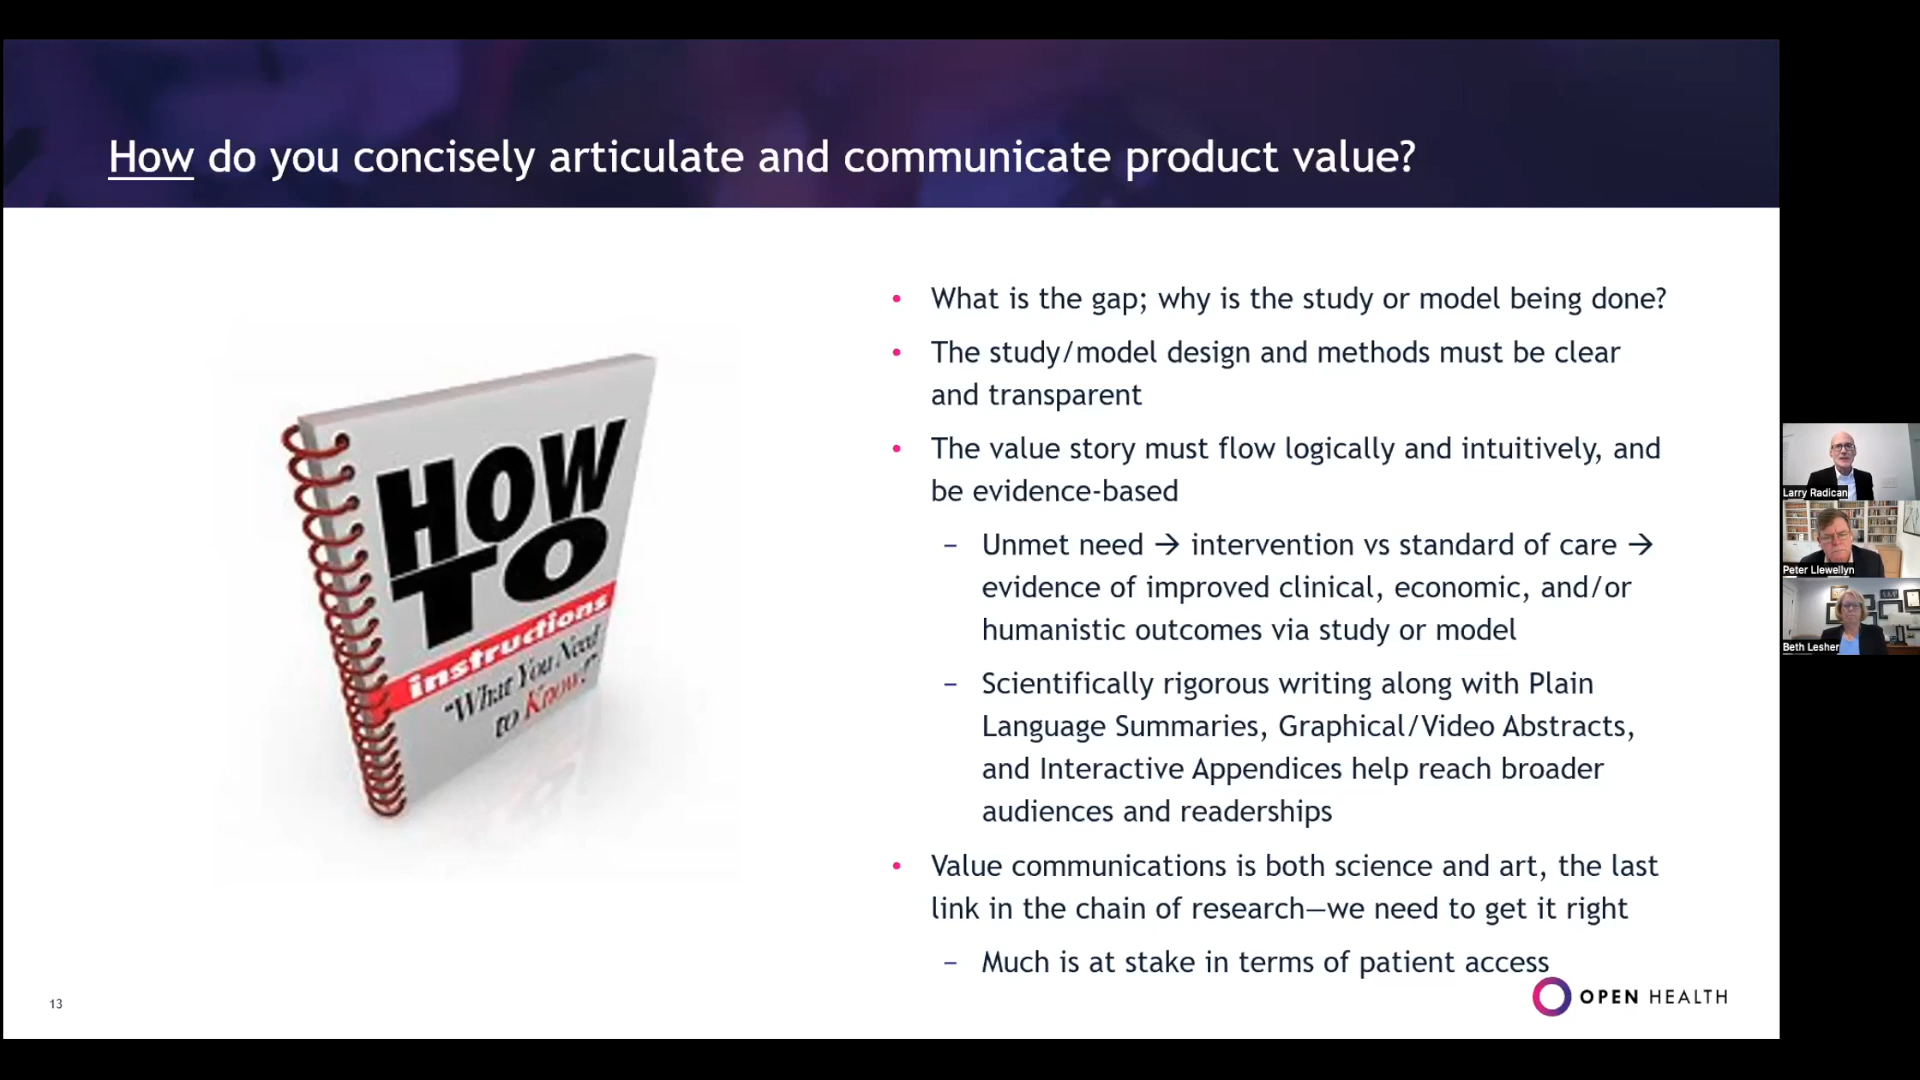 How do you concisely articulate and communicate product value?
HOW
TO
instructions
"What You Need
to Know!"
• What is the gap; why is the study or model being done?
• The study/model design and methods must be clear
and transparent
• The value story must flow logically and intuitively, and
be evidence-based
– Unmet need → intervention vs standard of care →
evidence of improved clinical, economic, and/or
humanistic outcomes via study or model
– Scientifically rigorous writing along with Plain
Language Summaries, Graphical/Video Abstracts,
and Interactive Appendices help reach broader
audiences and readerships
• Value communications is both science and art, the last
link in the chain of research—we need to get it right
– Much is at stake in terms of patient access
13
OPEN HEALTH
Larry Radican
Peter Llewellyn
Beth Lesher